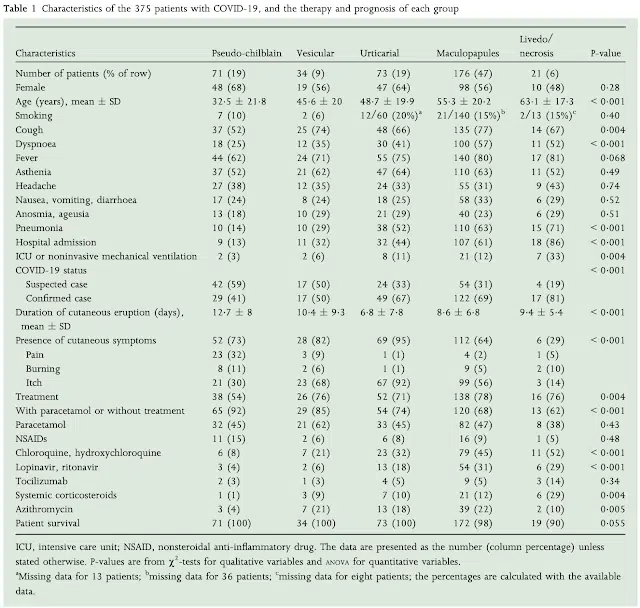 Table 1 Characteristics of the 375 patients with COVID-19, and the therapy and prognosis of each group
Livedo/
Characteristics Pseudo-chilblain Vesicular Urticarial Maculopapules necrosis P-value
Number of patients (% of row) 71 (19) 34 (9) 73 (19) 176 (47) 21 (6)
Female 48 (68) 19 (56) 47 (64) 98 (56) 10 (48) 0·28
Age (years), mean ± SD 32·5 ± 21·8 45·6 ± 20 48·7 ± 19·9 55·3 ± 20·2 63·1 ± 17·3 < 0·001
Smoking 7 (10) 2 (6) 12/60 (20%)ᵃ 21/140 (15%)ᵇ 2/13 (15%)ᶜ 0·40
Cough 37 (52) 25 (74) 48 (66) 135 (77) 14 (67) 0·004
Dyspnoea 18 (25) 12 (35) 30 (41) 100 (57) 11 (52) < 0·001
Fever 44 (62) 24 (71) 55 (75) 140 (80) 17 (81) 0·068
Asthenia 37 (52) 21 (62) 47 (64) 110 (63) 11 (52) 0·49
Headache 27 (38) 12 (35) 24 (33) 55 (31) 9 (43) 0·74
Nausea, vomiting, diarrhoea 17 (24) 8 (24) 18 (25) 58 (33) 6 (29) 0·52
Anosmia, ageusia 13 (18) 10 (29) 21 (29) 40 (23) 6 (29) 0·51
Pneumonia 10 (14) 10 (29) 38 (52) 110 (63) 15 (71) < 0·001
Hospital admission 9 (13) 11 (32) 32 (44) 107 (61) 18 (86) < 0·001
ICU or noninvasive mechanical ventilation 2 (3) 2 (6) 8 (11) 21 (12) 7 (33) 0·004
COVID-19 status < 0·001
Suspected case 42 (59) 17 (50) 24 (33) 54 (31) 4 (19)
Confirmed case 29 (41) 17 (50) 49 (67) 122 (69) 17 (81)
Duration of cutaneous eruption (days), 12·7 ± 8 10·4 ± 9·3 6·8 ± 7·8 8·6 ± 6·8 9·4 ± 5·4 < 0·001
mean ± SD
Presence of cutaneous symptoms 52 (73) 28 (82) 69 (95) 112 (64) 6 (29) < 0·001
Pain 23 (32) 3 (9) 1 (1) 4 (2) 1 (5)
Burning 8 (11) 2 (6) 1 (1) 9 (5) 2 (10)
Itch 21 (30) 23 (68) 67 (92) 99 (56) 3 (14)
Treatment 38 (54) 26 (76) 52 (71) 138 (78) 16 (76) 0·004
With paracetamol or without treatment 65 (92) 29 (85) 54 (74) 120 (68) 13 (62) < 0·001
Paracetamol 32 (45) 21 (62) 33 (45) 82 (47) 8 (38) 0·43
NSAIDs 11 (15) 2 (6) 6 (8) 16 (9) 1 (5) 0·48
Chloroquine, hydroxychloroquine 6 (8) 7 (21) 23 (32) 79 (45) 11 (52) < 0·001
Lopinavir, ritonavir 3 (4) 2 (6) 13 (18) 54 (31) 6 (29) < 0·001
Tocilizumab 2 (3) 1 (3) 4 (5) 9 (5) 3 (14) 0·34
Systemic corticosteroids 1 (1) 3 (9) 7 (10) 21 (12) 6 (29) 0·004
Azithromycin 3 (4) 7 (21) 13 (18) 39 (22) 2 (10) 0·005
Patient survival 71 (100) 34 (100) 73 (100) 172 (98) 19 (90) 0·055
ICU, intensive care unit; NSAID, nonsteroidal anti-inflammatory drug. The data are presented as the number (column percentage) unless
stated otherwise. P-values are from χ²-tests for qualitative variables and ANOVA for quantitative variables.
ᵃMissing data for 13 patients; ᵇmissing data for 36 patients; ᶜmissing data for eight patients; the percentages are calculated with the available
data.